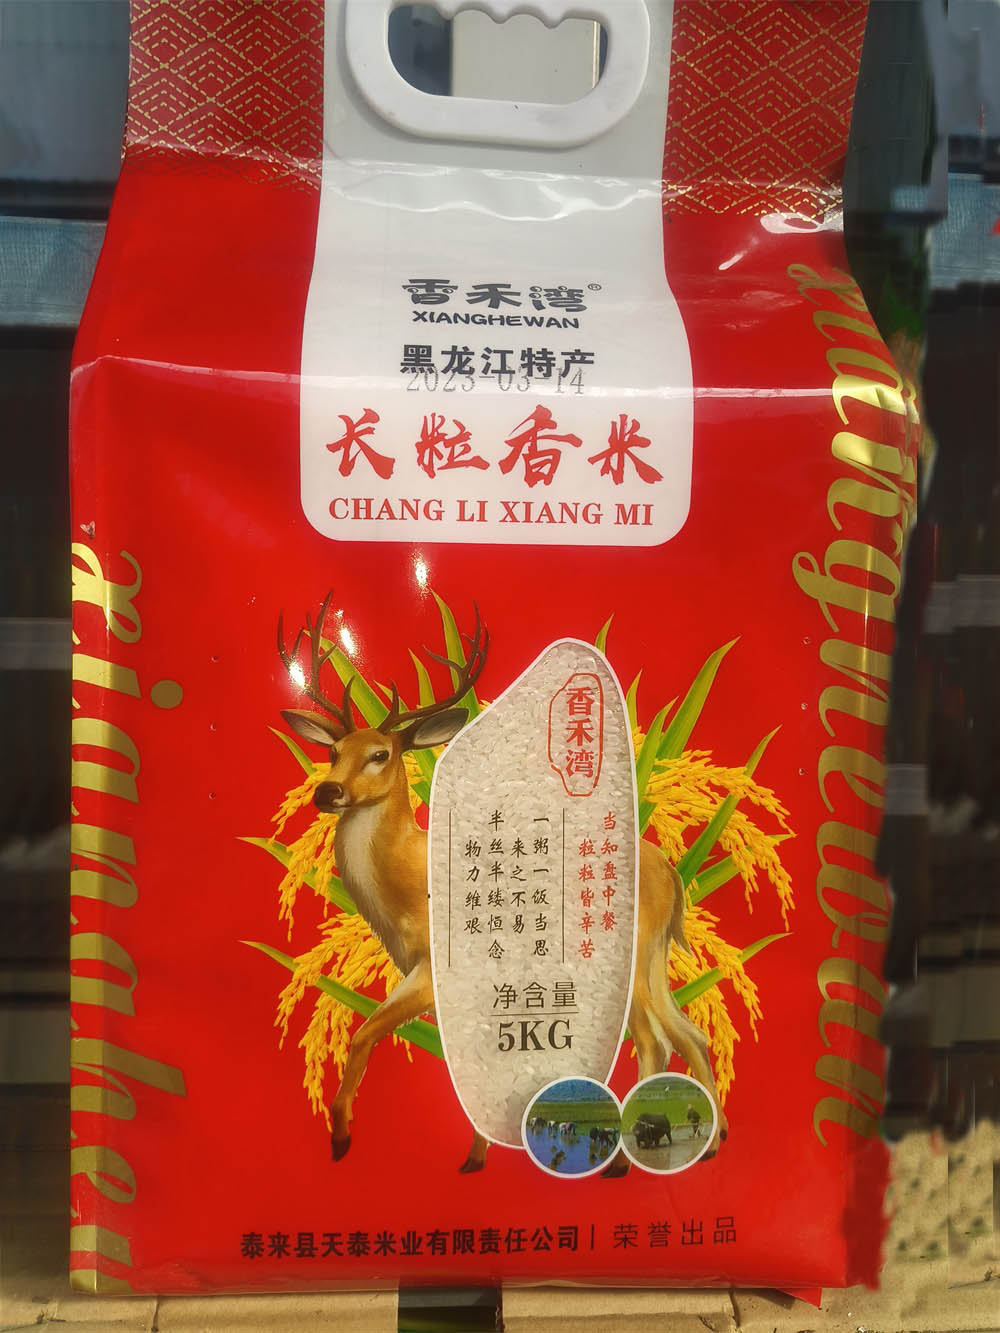 香禾湾®
XIANGHEWAN
黑龙江特产
2023-03-14
长粒香米
CHANG LI XIANG MI
xianghewan
xianghewan
香禾湾
当知盘中餐
粒粒皆辛苦
一粥一饭当思
来之不易
半丝半缕恒念
物力维艰
净含量
5KG
泰来县天泰米业有限责任公司 | 荣誉出品